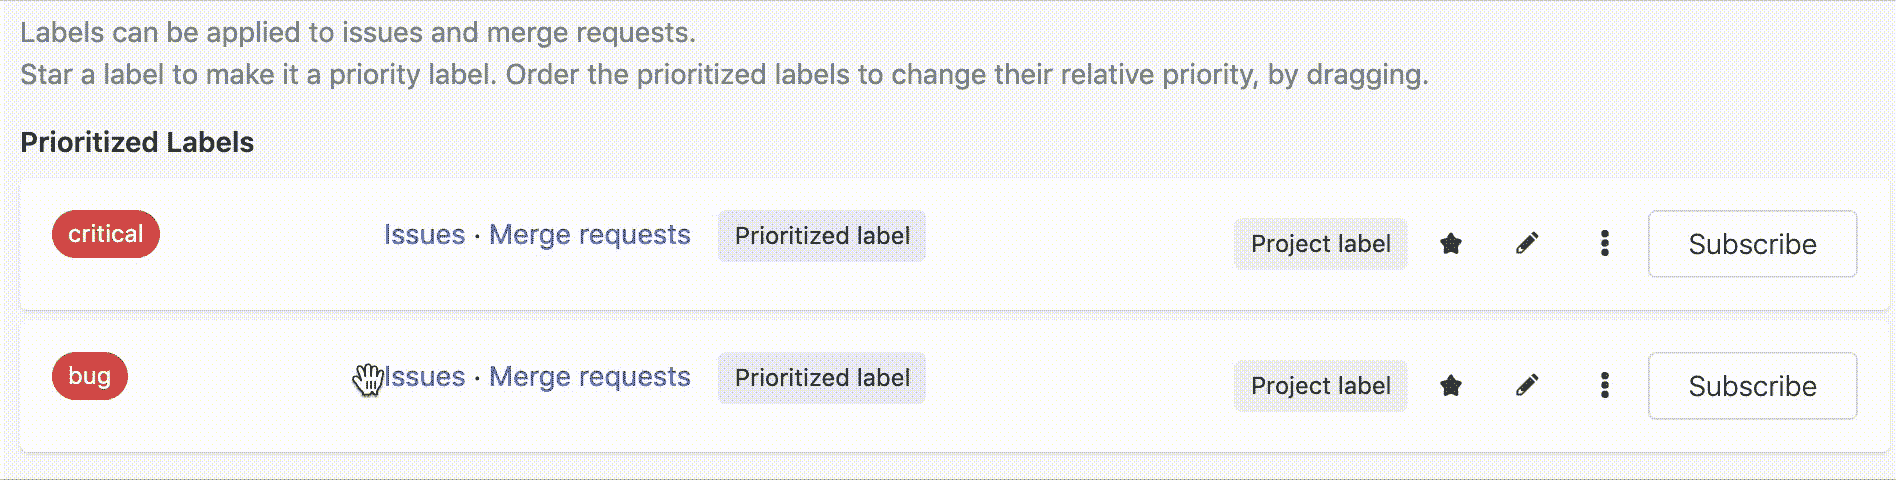 Labels can be applied to issues and merge requests.
Star a label to make it a priority label. Order the prioritized labels to change their relative priority, by dragging.
Prioritized Labels
critical Issues · Merge requests Prioritized label Project label Subscribe
bug Issues · Merge requests Prioritized label Project label Subscribe